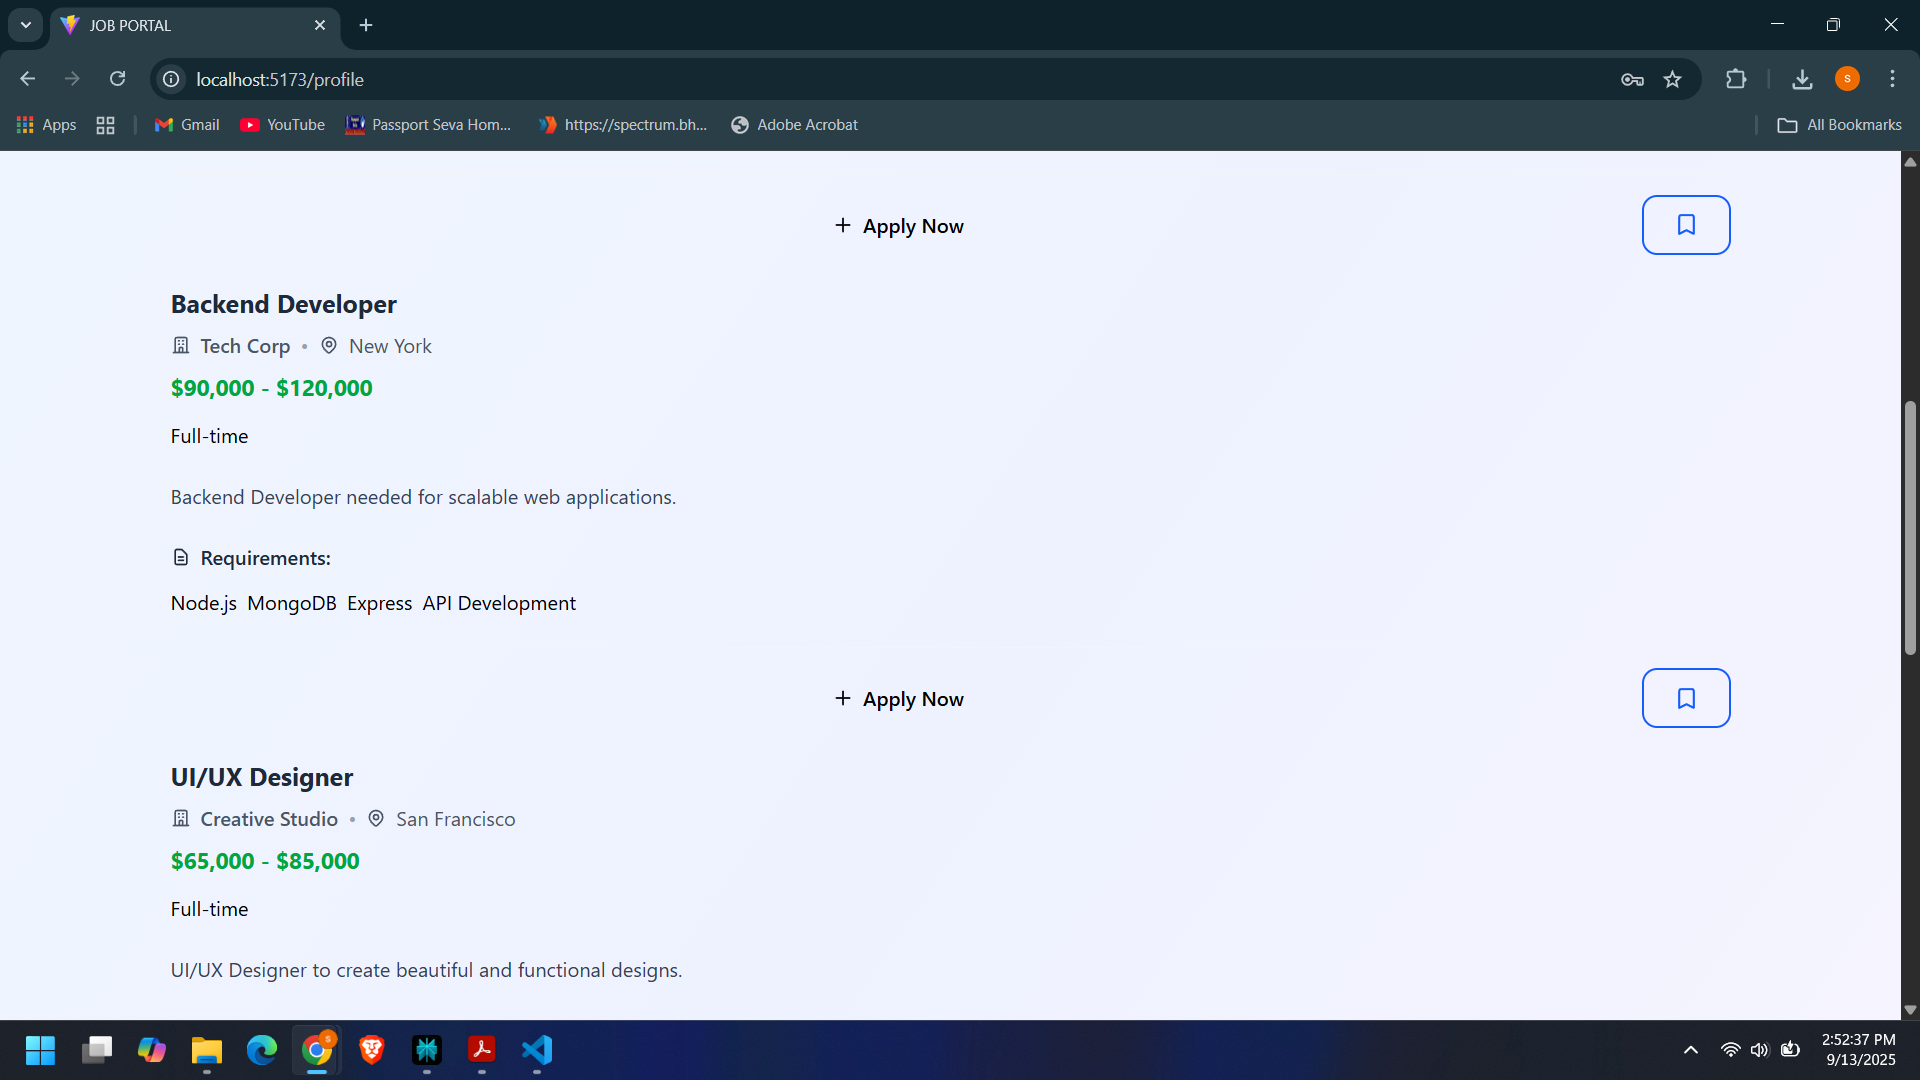 JOB PORTAL
localhost:5173/profile
S
Apps
Gmail
YouTube
Passport Seva Hom...
https://spectrum.bh...
Adobe Acrobat
All Bookmarks
+ Apply Now
Backend Developer
Tech Corp • New York
$90,000 - $120,000
Full-time
Backend Developer needed for scalable web applications.
Requirements:
Node.js MongoDB Express API Development
+ Apply Now
UI/UX Designer
Creative Studio • San Francisco
$65,000 - $85,000
Full-time
UI/UX Designer to create beautiful and functional designs.
S
2:52:37 PM
9/13/2025